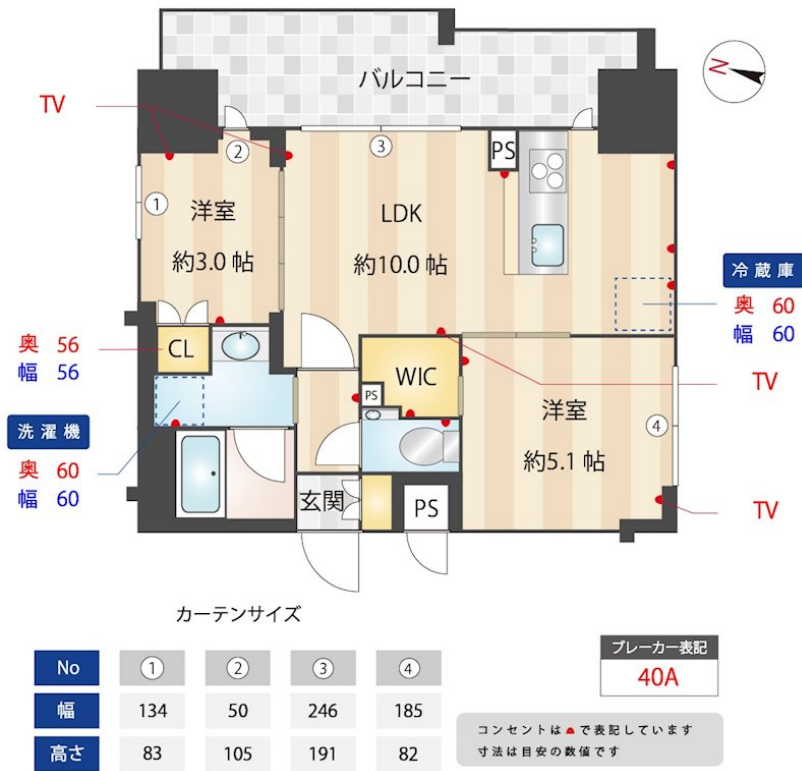 バルコニー
N
TV
②
③
PS
①
洋室
約3.0 帖
LDK
約10.0 帖
冷蔵庫
奥 60
幅 60
奥 56
幅 56
CL
WIC
PS
TV
洋室
約5.1 帖
④
洗濯機
奥 60
幅 60
玄関
PS
TV
カーテンサイズ
No ① ② ③ ④
幅 134 50 246 185
高さ 83 105 191 82
ブレーカー表記
40A
コンセントは で表記しています
寸法は目安の数値です